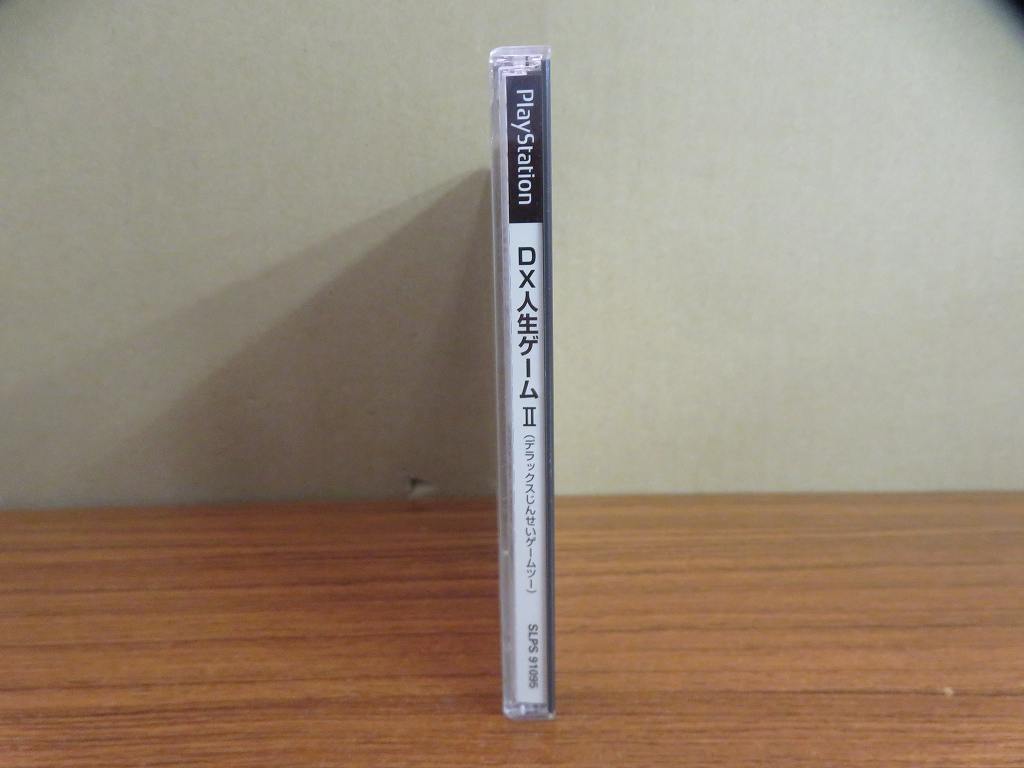 PlayStation
DX人生ゲームⅡ
(デラックスじんせいゲームツー)
SLPS 91095